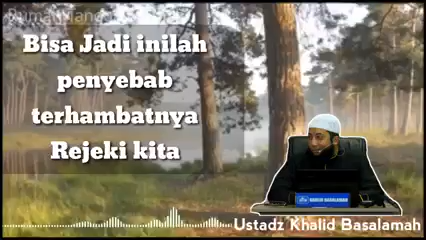 Bisa Jadi inilah
penyebab
terhambatnya
Rejeki kita
Ustadz Khalid Basalamah